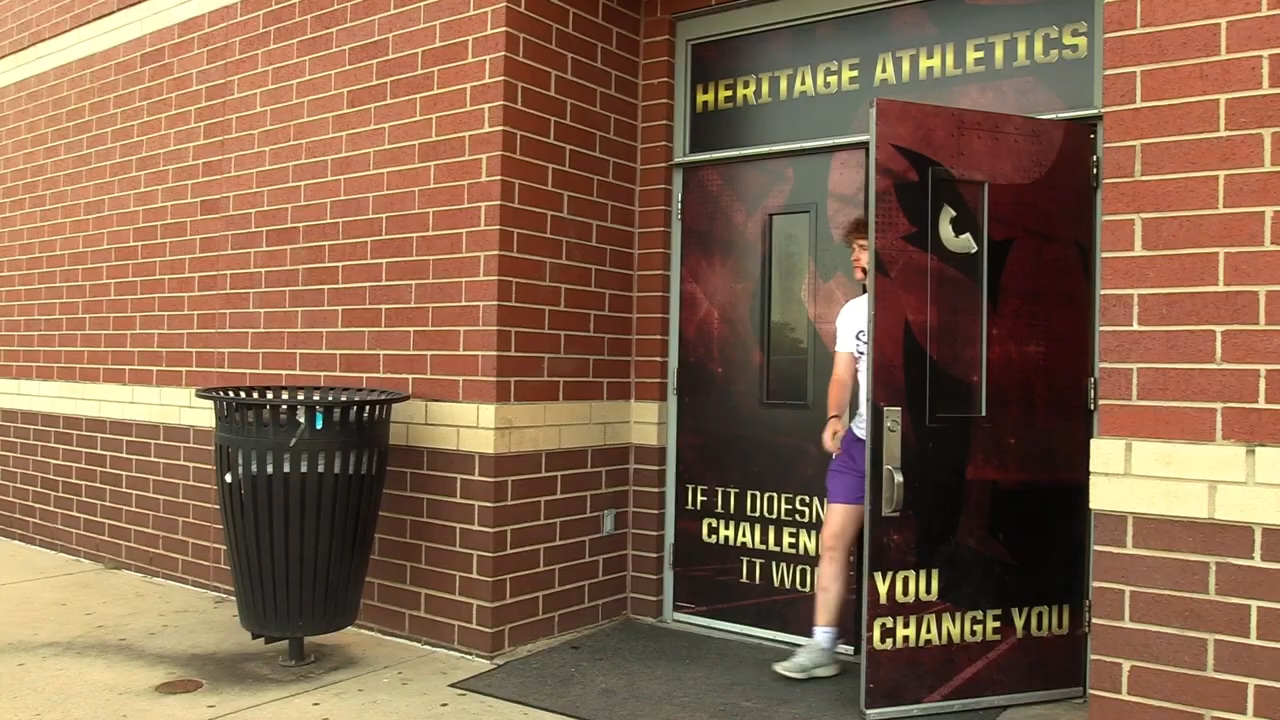 HERITAGE ATHLETICS
IF IT DOESN
CHALLEN
IT WO
YOU
CHANGE YOU